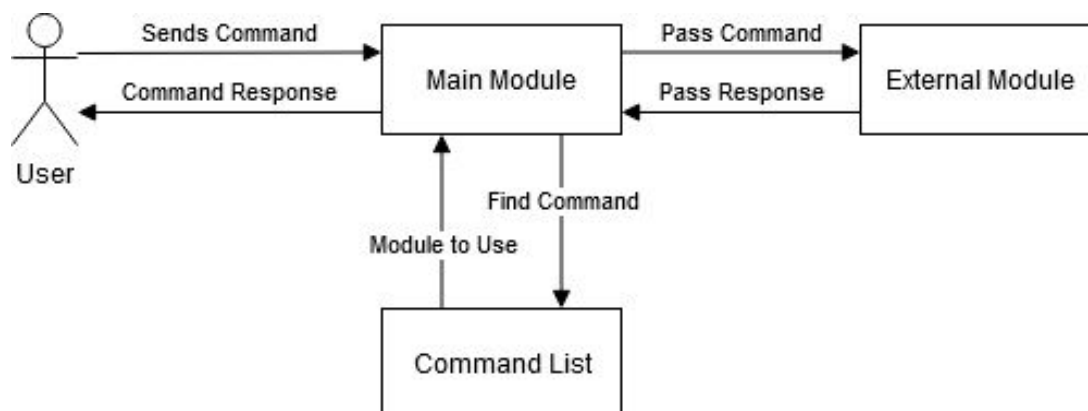 Sends Command
Pass Command
Main Module
External Module
Command Response
Pass Response
User
Find Command
Module to Use
Command List